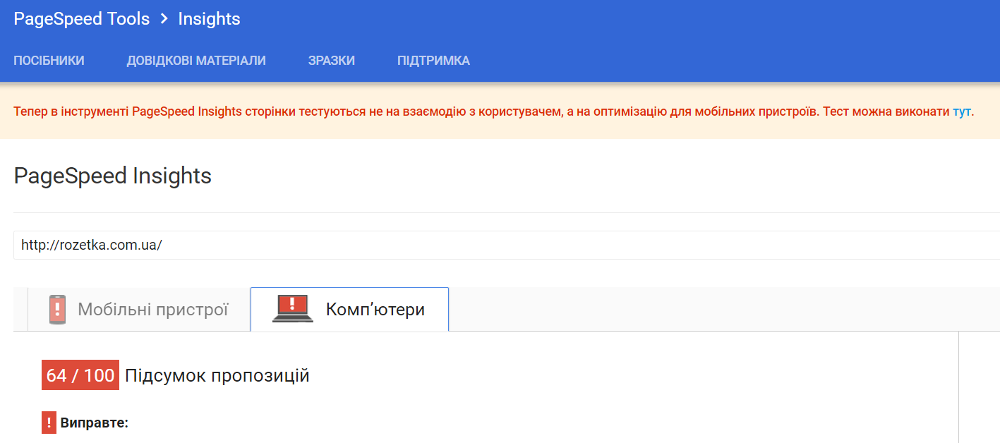 PageSpeed Tools > Insights
ПОСІБНИКИ ДОВІДКОВІ МАТЕРІАЛИ ЗРАЗКИ ПІДТРИМКА
Тепер в інструменті PageSpeed Insights сторінки тестуються не на взаємодію з користувачем, а на оптимізацію для мобільних пристроїв. Тест можна виконати тут.
PageSpeed Insights
http://rozetka.com.ua/
! Мобільні пристрої ! Комп’ютери
64 / 100 Підсумок пропозицій
! Виправте: